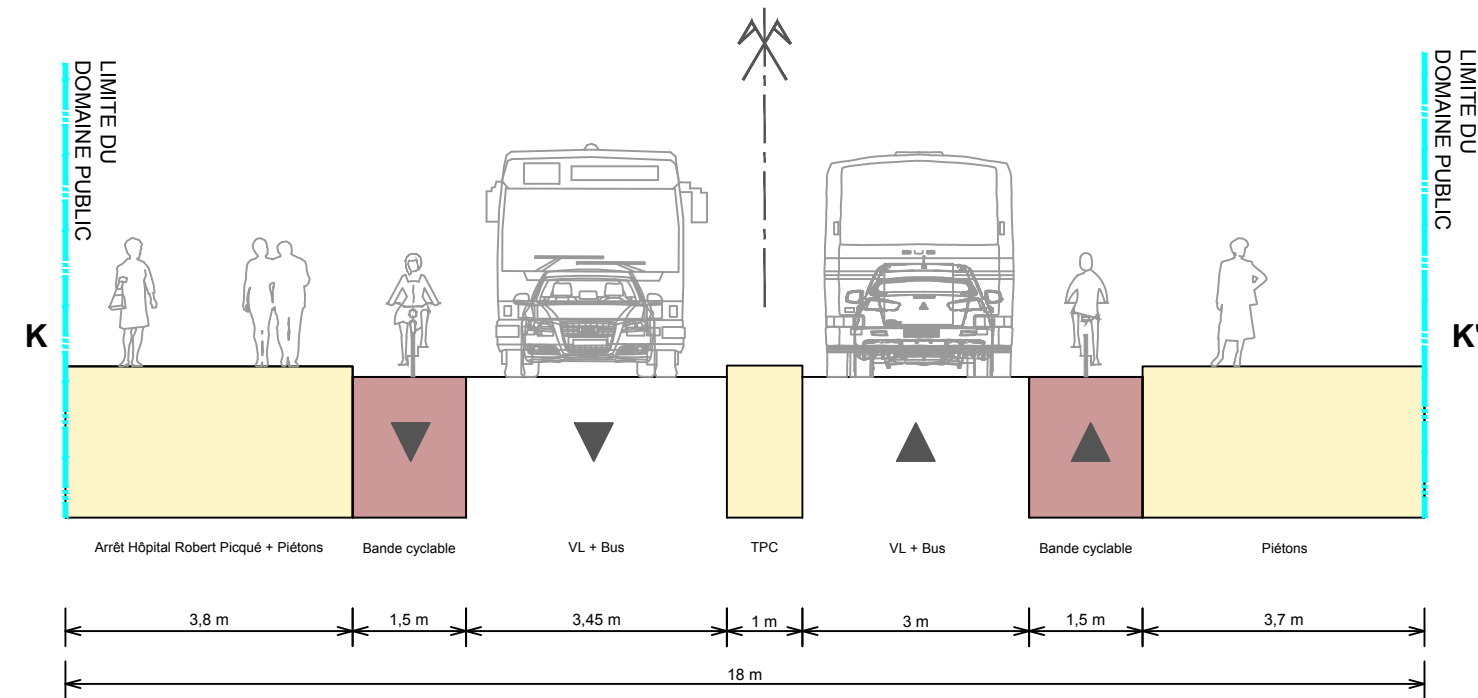 LIMITE DU
DOMAINE PUBLIC
LIMITE DU
DOMAINE PUBLIC
BUS
K
K'
Arrêt Hôpital Robert Picqué + Piétons
Bande cyclable
VL + Bus
TPC
VL + Bus
Bande cyclable
Piétons
3,8 m
1,5 m
3,45 m
1 m
3 m
1,5 m
3,7 m
18 m